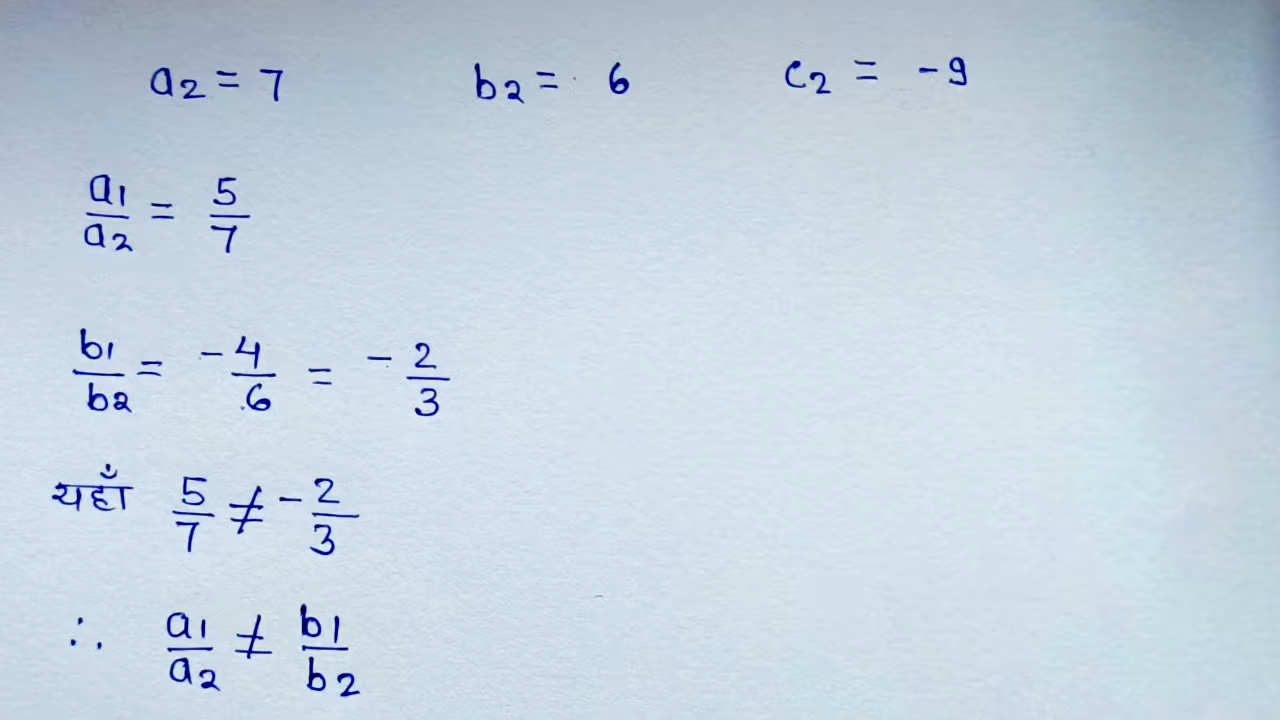 a2 = 7 b2 = 6 c2 = -9
a1/a2 = 5/7
b1/b2 = -4/6 = -2/3
यहाँ 5/7 ≠ -2/3
∴ a1/a2 ≠ b1/b2